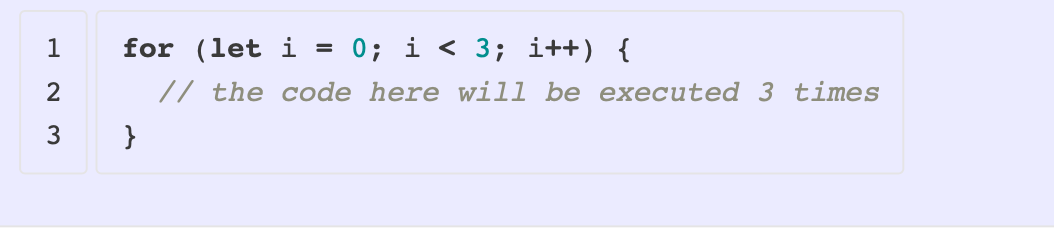 1 for (let i = 0; i < 3; i++) {
2 // the code here will be executed 3 times
3 }